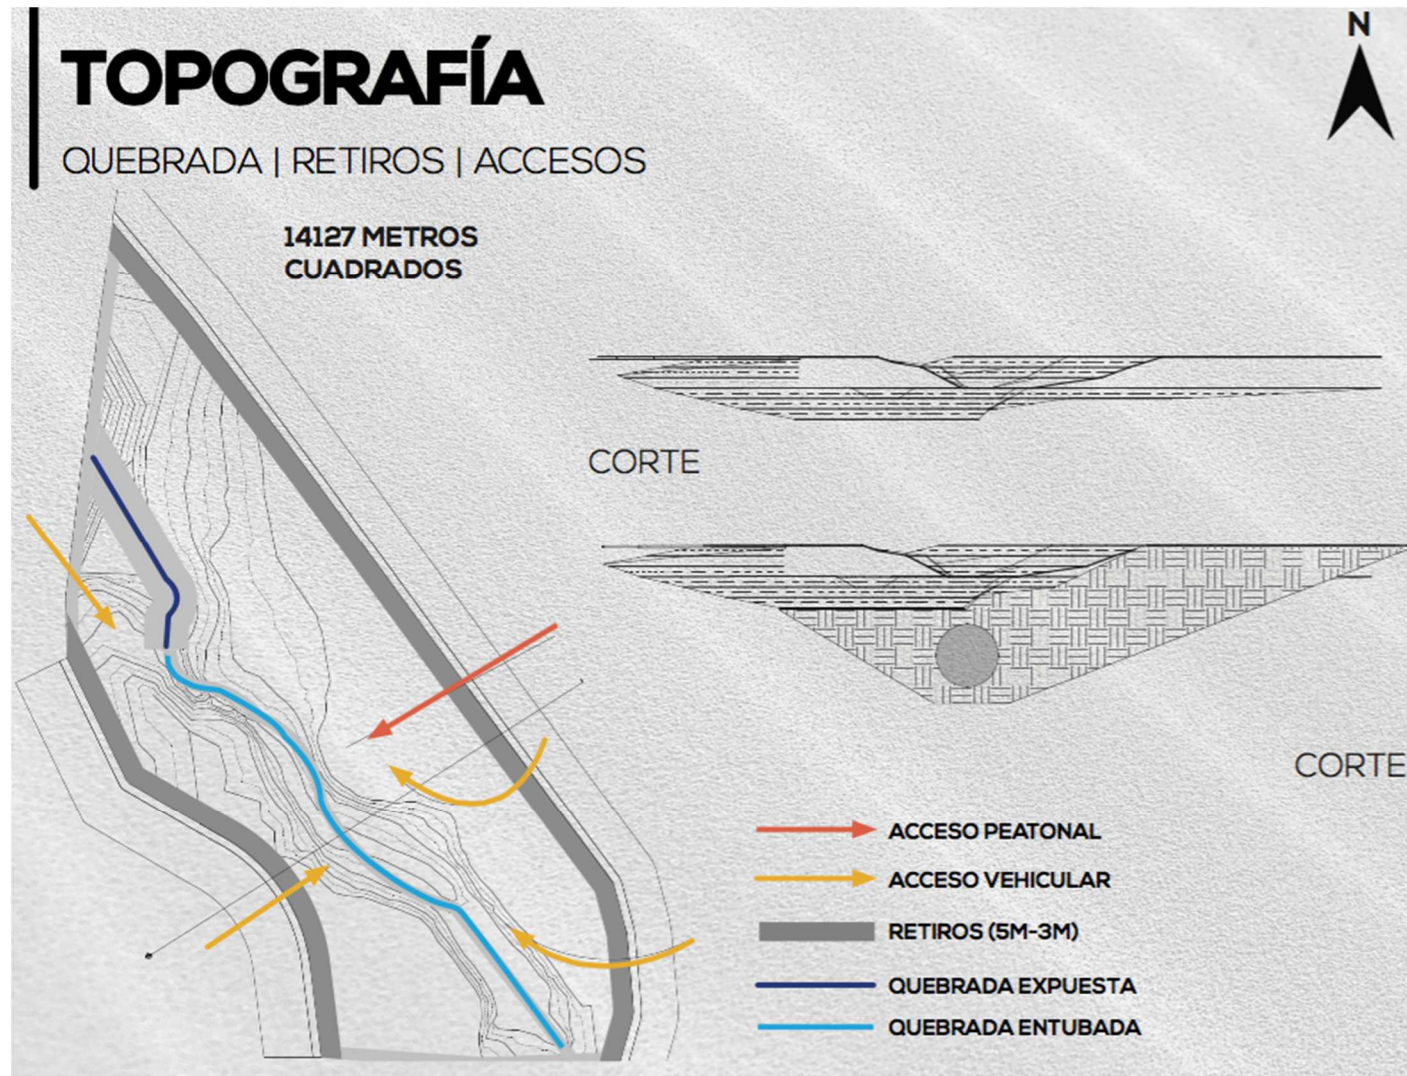 N
TOPOGRAFÍA
QUEBRADA | RETIROS | ACCESOS
14127 METROS
CUADRADOS
CORTE
CORTE
ACCESO PEATONAL
ACCESO VEHICULAR
RETIROS (5M-3M)
QUEBRADA EXPUESTA
QUEBRADA ENTUBADA